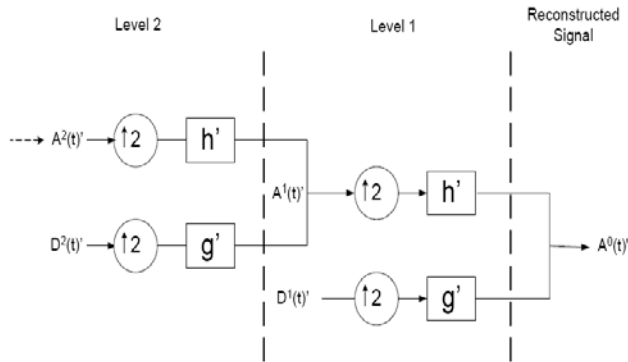 Level 2
Level 1
Reconstructed
Signal
A²(t)'
↑2
h'
A¹(t)'
↑2
h'
D²(t)'
↑2
g'
A⁰(t)'
D¹(t)'
↑2
g'